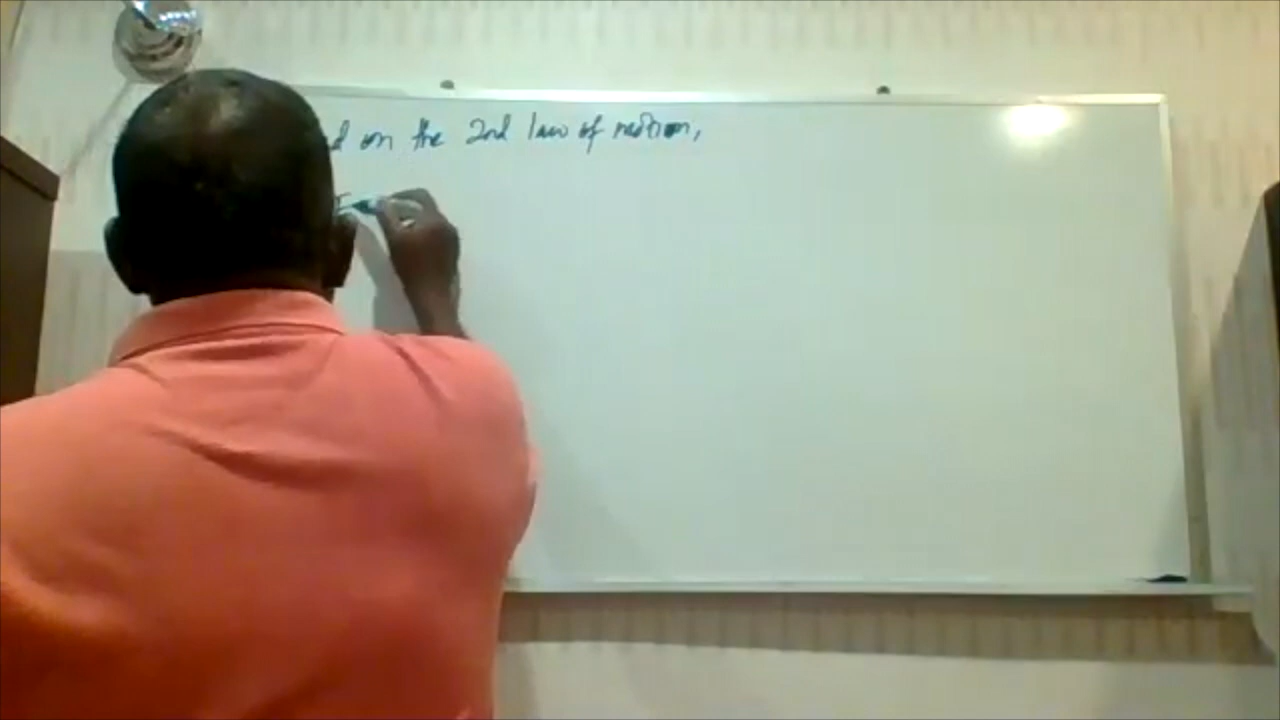 d on the 2nd law of motion,
F